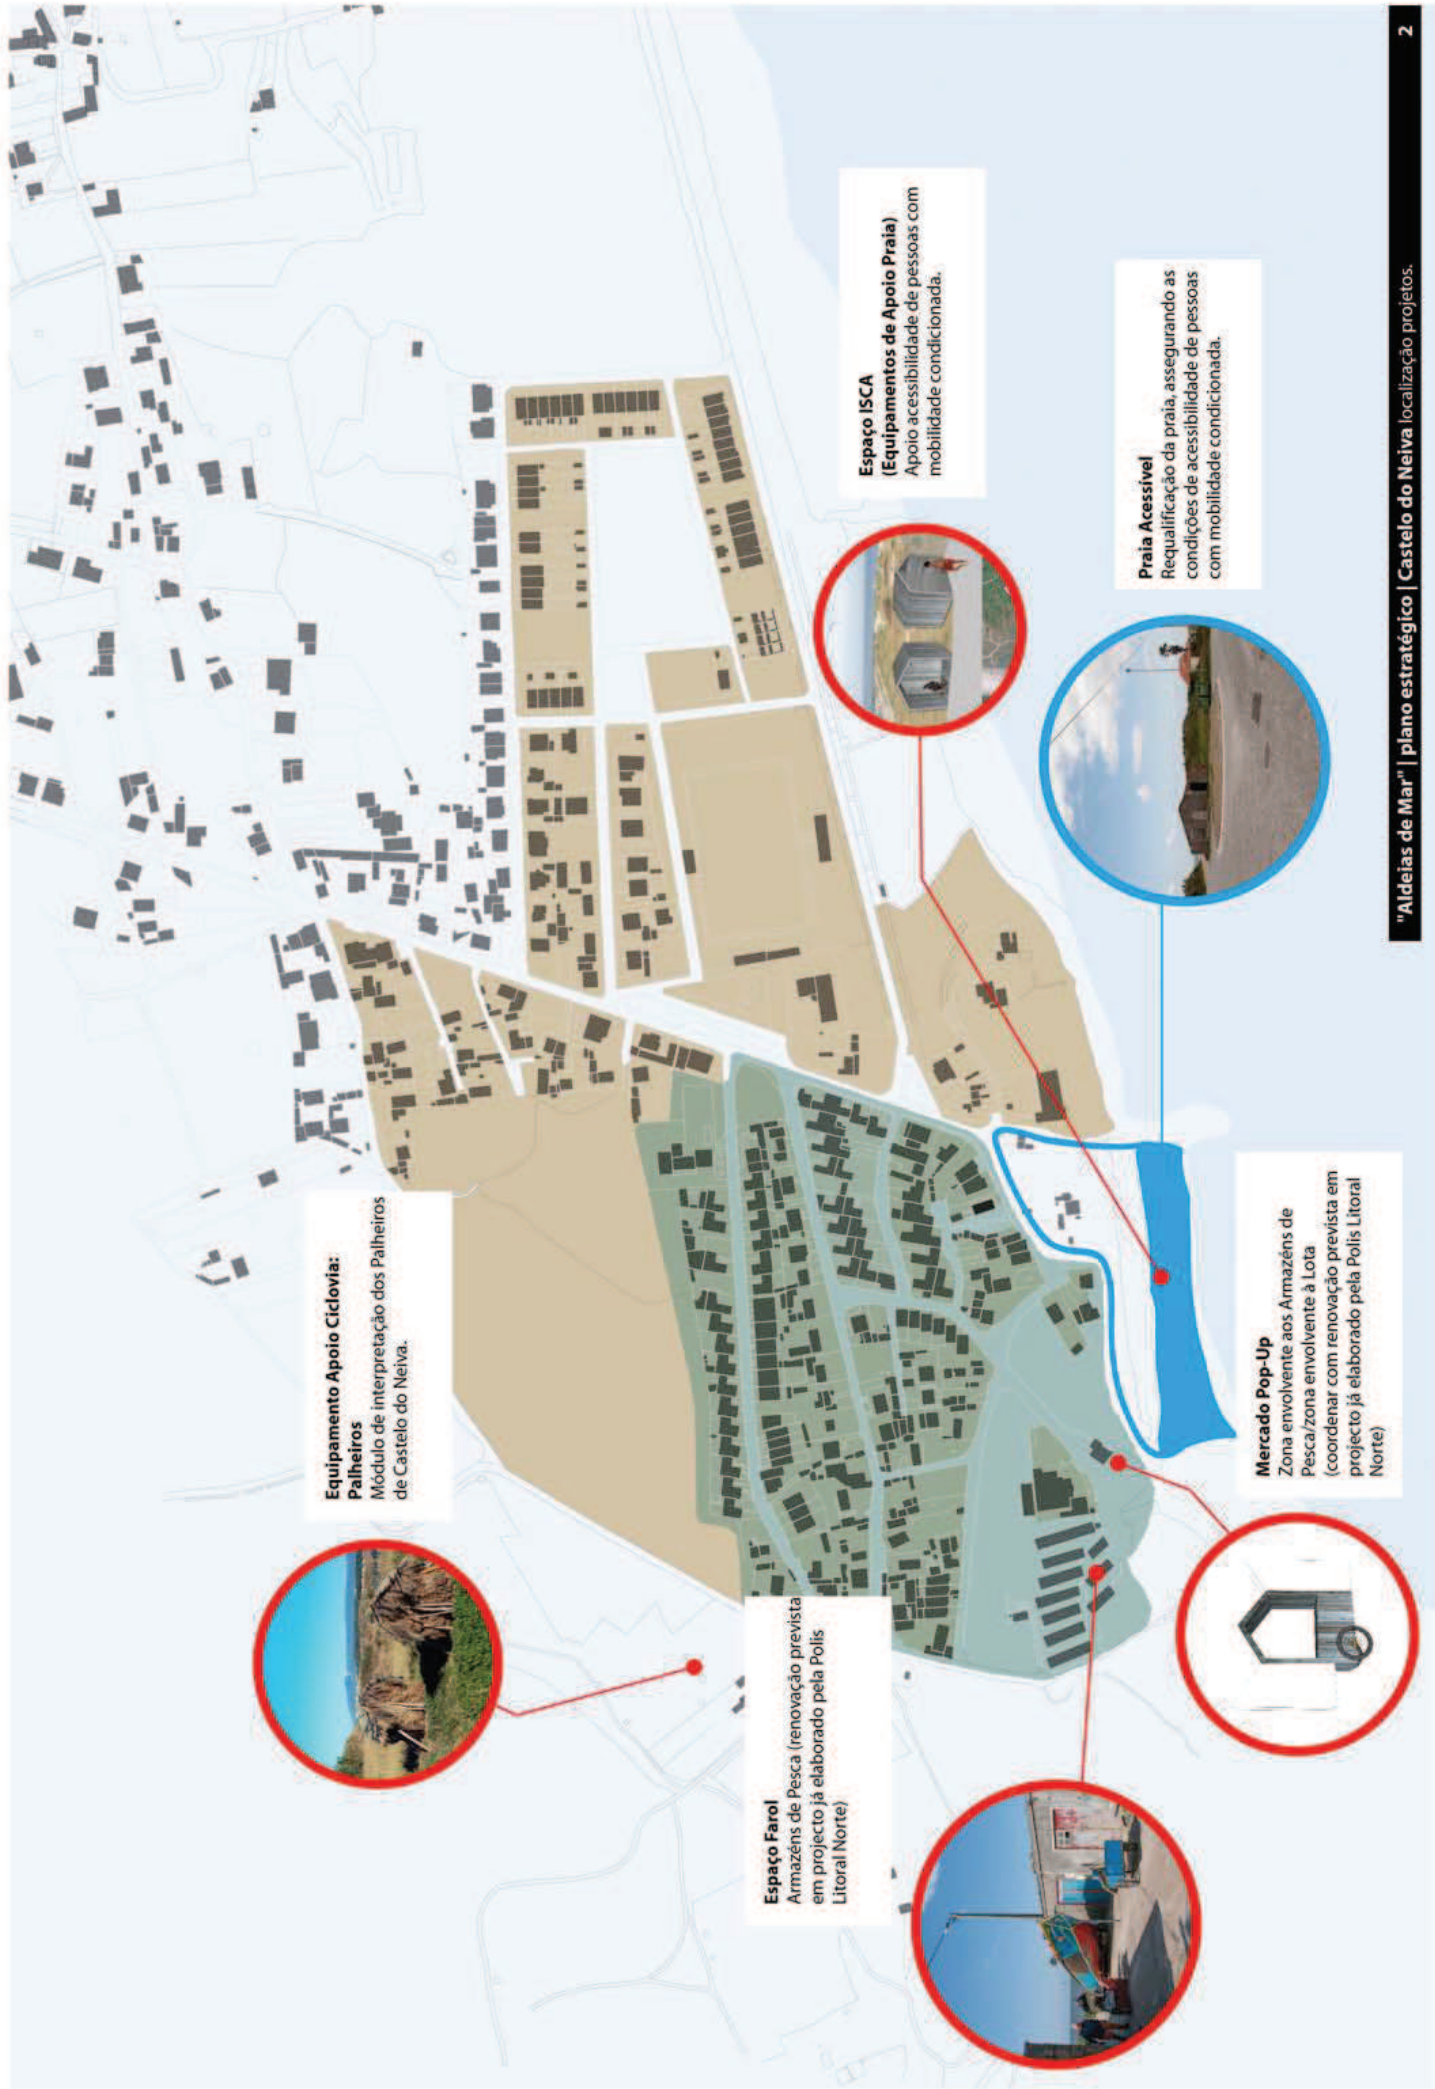 Equipamento Apoio Ciclovia:
Palheiros
Módulo de interpretação dos Palheiros
de Castelo do Neiva.
Espaço Farol
Armazéns de Pesca (renovação prevista
em projecto já elaborado pela Polis
Litoral Norte)
Espaço ISCA
(Equipamentos de Apoio Praia)
Apoio acessibilidade de pessoas com
mobilidade condicionada.
Praia Acessível
Requalificação da praia, assegurando as
condições de acessibilidade de pessoas
com mobilidade condicionada.
Mercado Pop-Up
Zona envolvente aos Armazéns de
Pesca/zona envolvente à Lota
(coordenar com renovação prevista em
projecto já elaborado pela Polis Litoral
Norte)
"Aldeias de Mar" | plano estratégico | Castelo do Neiva localização projetos. 2